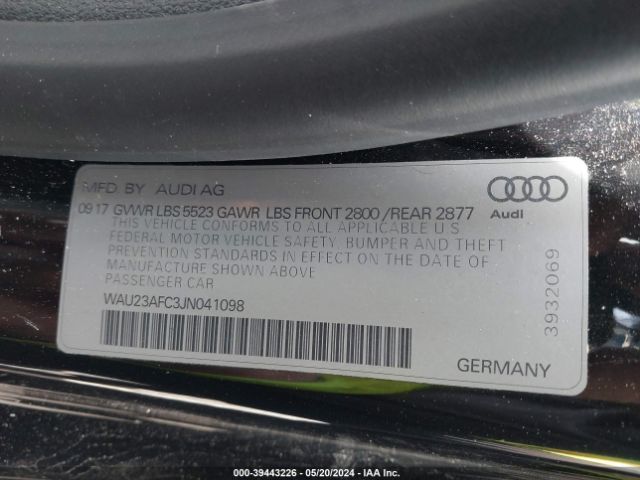 MFD BY AUDI AG
09 17 GVWR LBS 5523 GAWR LBS FRONT 2800 /REAR 2877
THIS VEHICLE CONFORMS TO ALL APPLICABLE U S
FEDERAL MOTOR VEHICLE SAFETY, BUMPER AND THEFT
PREVENTION STANDARDS IN EFFECT ON THE DATE OF
MANUFACTURE SHOWN ABOVE
PASSENGER CAR
WAU23AFC3JN041098
Audi
3932069
GERMANY
000-39443226 - 05/20/2024 - IAA Inc.